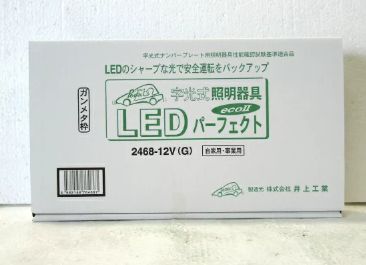 字光式ナンバープレート照明器具性能確認試験基準適合品
LEDのシャープな光で安全運転をバックアップ
ガンメタ枠
字光式 照明器具
ecoII
LED パーフェクト
2468-12V(G)
自家用・事業用
製造元 株式会社 井上工業